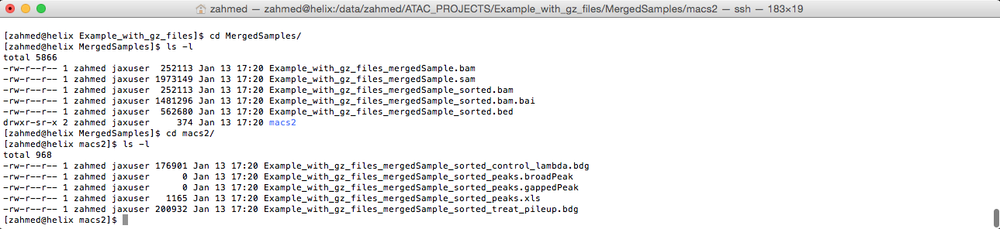 zahmed — zahmed@helix:/data/zahmed/ATAC_PROJECTS/Example_with_gz_files/MergedSamples/macs2 — ssh — 183×19
[zahmed@helix Example_with_gz_files]$ cd MergedSamples/
[zahmed@helix MergedSamples]$ ls -l
total 5866
-rw-r--r-- 1 zahmed jaxuser  252113 Jan 13 17:20 Example_with_gz_files_mergedSample.bam
-rw-r--r-- 1 zahmed jaxuser 1973149 Jan 13 17:20 Example_with_gz_files_mergedSample.sam
-rw-r--r-- 1 zahmed jaxuser  252113 Jan 13 17:20 Example_with_gz_files_mergedSample_sorted.bam
-rw-r--r-- 1 zahmed jaxuser 1481296 Jan 13 17:20 Example_with_gz_files_mergedSample_sorted.bam.bai
-rw-r--r-- 1 zahmed jaxuser  562680 Jan 13 17:20 Example_with_gz_files_mergedSample_sorted.bed
drwxr-sr-x 2 zahmed jaxuser     374 Jan 13 17:20 macs2
[zahmed@helix MergedSamples]$ cd macs2/
[zahmed@helix macs2]$ ls -l
total 968
-rw-r--r-- 1 zahmed jaxuser 176901 Jan 13 17:20 Example_with_gz_files_mergedSample_sorted_control_lambda.bdg
-rw-r--r-- 1 zahmed jaxuser      0 Jan 13 17:20 Example_with_gz_files_mergedSample_sorted_peaks.broadPeak
-rw-r--r-- 1 zahmed jaxuser      0 Jan 13 17:20 Example_with_gz_files_mergedSample_sorted_peaks.gappedPeak
-rw-r--r-- 1 zahmed jaxuser   1165 Jan 13 17:20 Example_with_gz_files_mergedSample_sorted_peaks.xls
-rw-r--r-- 1 zahmed jaxuser 200932 Jan 13 17:20 Example_with_gz_files_mergedSample_sorted_treat_pileup.bdg
[zahmed@helix macs2]$